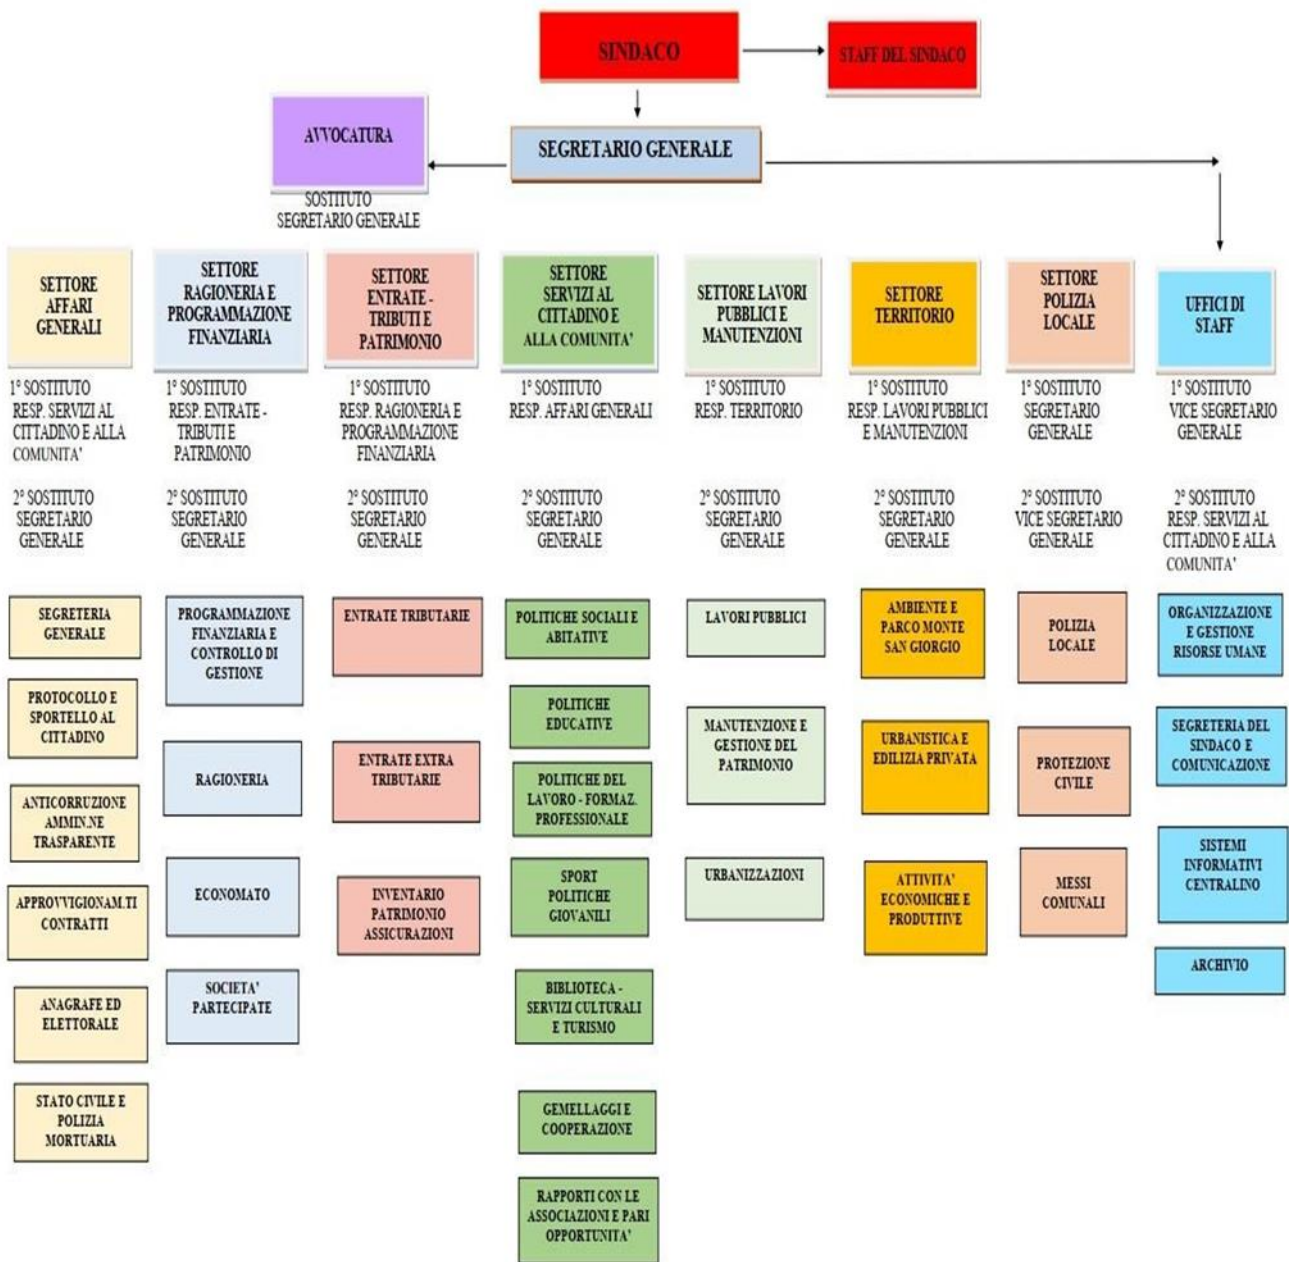 SINDACO
STAFF DEL SINDACO
AVVOCATURA
SEGRETARIO GENERALE
SOSTITUTO
SEGRETARIO GENERALE
SETTORE
AFFARI
GENERALI
1° SOSTITUTO
RESP. SERVIZI AL
CITTADINO E ALLA
COMUNITA'
2° SOSTITUTO
SEGRETARIO
GENERALE
SEGRETERIA
GENERALE
PROTOCOLLO E
SPORTELLO AL
CITTADINO
ANTICORRUZIONE
AMMIN.NE
TRASPARENTE
APPROVVIGIONAM.TI
CONTRATTI
ANAGRAFE ED
ELETTORALE
STATO CIVILE E
POLIZIA
MORTUARIA
SETTORE
RAGIONERIA E
PROGRAMMAZIONE
FINANZIARIA
1° SOSTITUTO
RESP. ENTRATE -
TRIBUTI E
PATRIMONIO
2° SOSTITUTO
SEGRETARIO
GENERALE
PROGRAMMAZIONE
FINANZIARIA E
CONTROLLO DI
GESTIONE
RAGIONERIA
ECONOMATO
SOCIETA'
PARTECIPATE
SETTORE
ENTRATE -
TRIBUTI E
PATRIMONIO
1° SOSTITUTO
RESP. RAGIONERIA E
PROGRAMMAZIONE
FINANZIARIA
2° SOSTITUTO
SEGRETARIO
GENERALE
ENTRATE TRIBUTARIE
ENTRATE EXTRA
TRIBUTARIE
INVENTARIO
PATRIMONIO
ASSICURAZIONI
SETTORE
SERVIZI AL
CITTADINO E
ALLA COMUNITA'
1° SOSTITUTO
RESP. AFFARI GENERALI
2° SOSTITUTO
SEGRETARIO
GENERALE
POLITICHE SOCIALI E
ABITATIVE
POLITICHE
EDUCATIVE
POLITICHE DEL
LAVORO - FORMAZ.
PROFESSIONALE
SPORT
POLITICHE
GIOVANILI
BIBLIOTECA -
SERVIZI CULTURALI
E TURISMO
GEMELLAGGI E
COOPERAZIONE
RAPPORTI CON LE
ASSOCIAZIONI E PARI
OPPORTUNITA'
SETTORE LAVORI
PUBBLICI E
MANUTENZIONI
1° SOSTITUTO
RESP. TERRITORIO
2° SOSTITUTO
SEGRETARIO
GENERALE
LAVORI PUBBLICI
MANUTENZIONE E
GESTIONE DEL
PATRIMONIO
URBANIZZAZIONI
SETTORE
TERRITORIO
1° SOSTITUTO
RESP. LAVORI PUBBLICI
E MANUTENZIONI
2° SOSTITUTO
SEGRETARIO
GENERALE
AMBIENTE E
PARCO MONTE
SAN GIORGIO
URBANISTICA E
EDILIZIA PRIVATA
ATTIVITA'
ECONOMICHE E
PRODUTTIVE
SETTORE
POLIZIA
LOCALE
1° SOSTITUTO
SEGRETARIO
GENERALE
2° SOSTITUTO
VICE SEGRETARIO
GENERALE
POLIZIA
LOCALE
PROTEZIONE
CIVILE
MESSI
COMUNALI
UFFICI DI
STAFF
1° SOSTITUTO
VICE SEGRETARIO
GENERALE
2° SOSTITUTO
RESP. SERVIZI AL
CITTADINO E ALLA
COMUNITA'
ORGANIZZAZIONE
E GESTIONE
RISORSE UMANE
SEGRETERIA DEL
SINDACO E
COMUNICAZIONE
SISTEMI
INFORMATIVI
CENTRALINO
ARCHIVIO